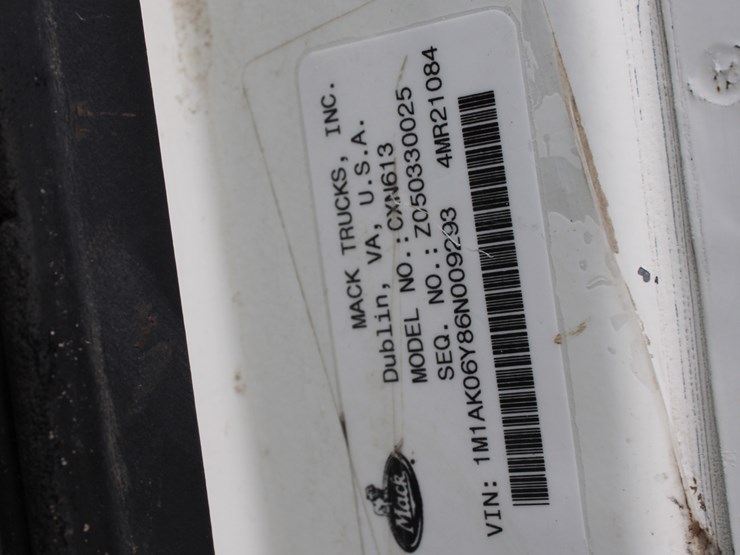 MACK TRUCKS, INC.
Dublin, VA, U.S.A.
MODEL NO.: CXN613
SEQ. NO.: Z050330025
VIN: 1M1AK06Y86N009293 4MR21084
Mack